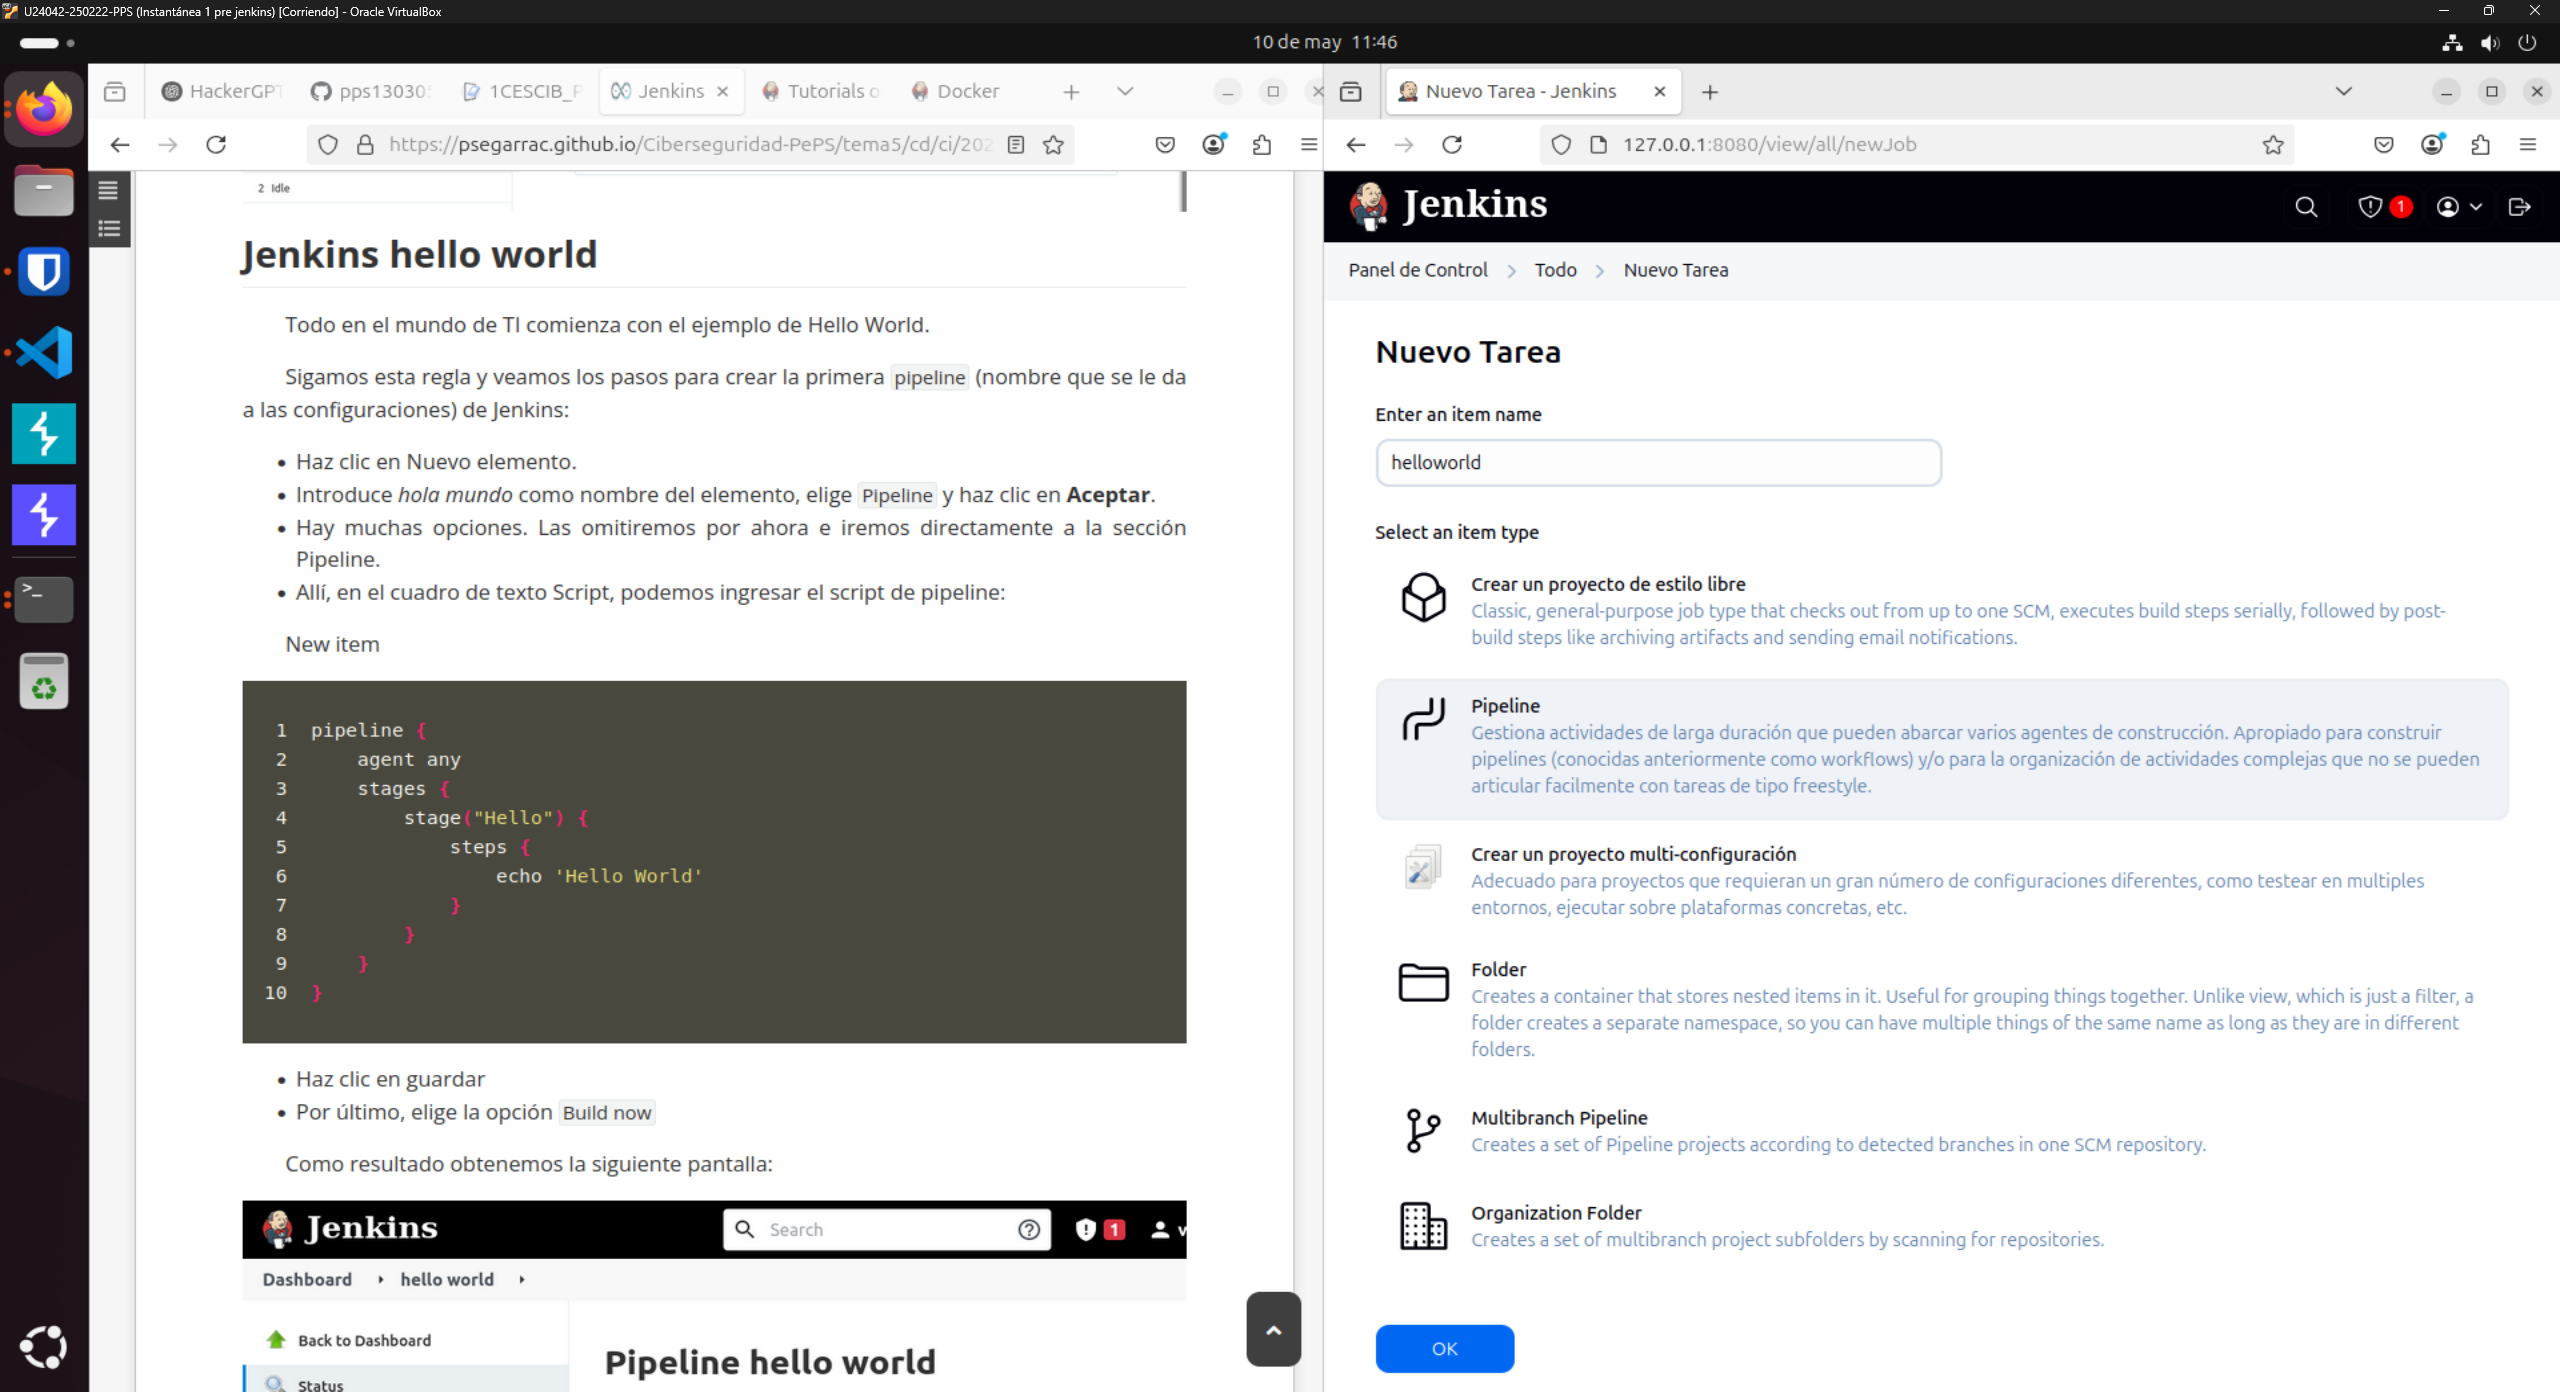 U24042-250222-PPS (Instantánea 1 pre jenkins) [Corriendo] - Oracle VirtualBox
10 de may 11:46
HackerGPT
pps13030
1CESCIB_P
Jenkins
Tutorials o
Docker
https://psegarrac.github.io/Ciberseguridad-PePS/tema5/cd/ci/202
2 Idle
Jenkins hello world
Todo en el mundo de TI comienza con el ejemplo de Hello World.
Sigamos esta regla y veamos los pasos para crear la primera pipeline (nombre que se le da
a las configuraciones) de Jenkins:
• Haz clic en Nuevo elemento.
• Introduce hola mundo como nombre del elemento, elige Pipeline y haz clic en Aceptar.
• Hay muchas opciones. Las omitiremos por ahora e iremos directamente a la sección
Pipeline.
• Allí, en el cuadro de texto Script, podemos ingresar el script de pipeline:
New item
1 pipeline {
2 agent any
3 stages {
4 stage("Hello") {
5 steps {
6 echo 'Hello World'
7 }
8 }
9 }
10 }
• Haz clic en guardar
• Por último, elige la opción Build now
Como resultado obtenemos la siguiente pantalla:
Jenkins
Search
1
Dashboard
hello world
Back to Dashboard
Status
Pipeline hello world
Nuevo Tarea - Jenkins
127.0.0.1:8080/view/all/newJob
Jenkins
1
Panel de Control > Todo > Nuevo Tarea
Nuevo Tarea
Enter an item name
helloworld
Select an item type
Crear un proyecto de estilo libre
Classic, general-purpose job type that checks out from up to one SCM, executes build steps serially, followed by post-
build steps like archiving artifacts and sending email notifications.
Pipeline
Gestiona actividades de larga duración que pueden abarcar varios agentes de construcción. Apropiado para construir
pipelines (conocidas anteriormente como workflows) y/o para la organización de actividades complejas que no se pueden
articular facilmente con tareas de tipo freestyle.
Crear un proyecto multi-configuración
Adecuado para proyectos que requieran un gran número de configuraciones diferentes, como testear en multiples
entornos, ejecutar sobre plataformas concretas, etc.
Folder
Creates a container that stores nested items in it. Useful for grouping things together. Unlike view, which is just a filter, a
folder creates a separate namespace, so you can have multiple things of the same name as long as they are in different
folders.
Multibranch Pipeline
Creates a set of Pipeline projects according to detected branches in one SCM repository.
Organization Folder
Creates a set of multibranch project subfolders by scanning for repositories.
OK